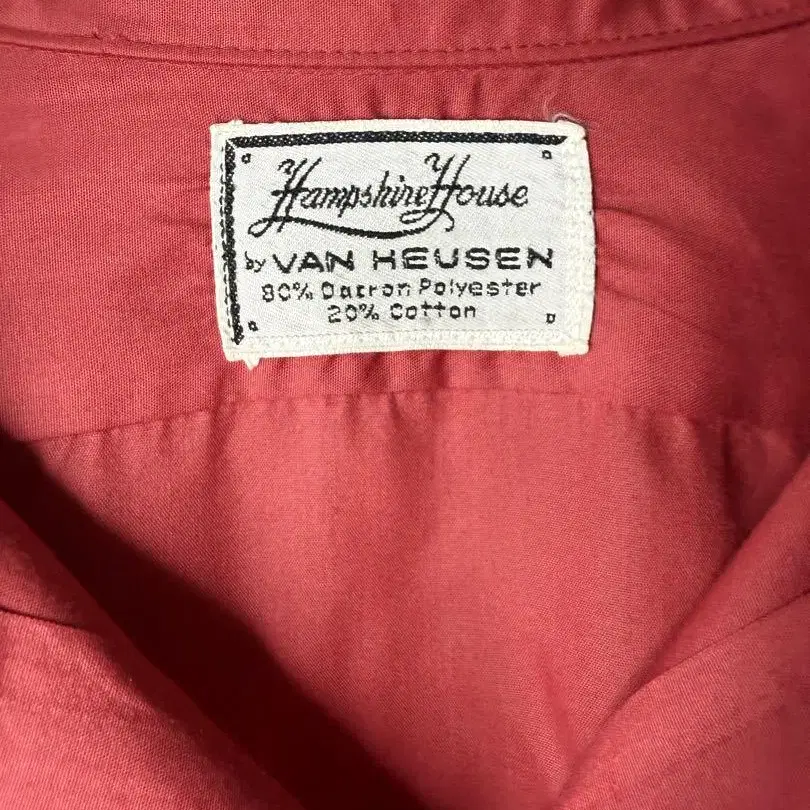 Hampshire House
by VAN HEUSEN
80% Dacron Polyester
20% Cotton